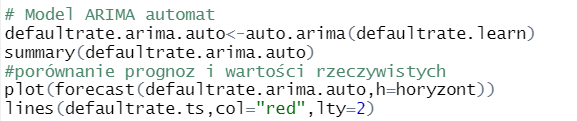 # Model ARIMA automat
defaultrate.arima.auto<-auto.arima(defaultrate.learn)
summary(defaultrate.arima.auto)
#porównanie prognoz i wartości rzeczywistych
plot(forecast(defaultrate.arima.auto,h=horyzont))
lines(defaultrate.ts,col="red",lty=2)